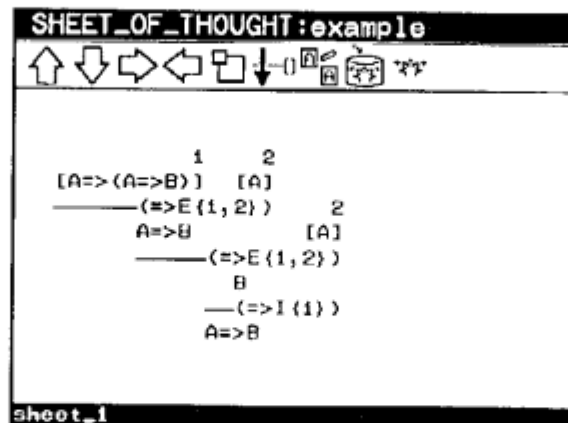 SHEET_OF_THOUGHT:example
1 2
[A=>(A=>B)] [A]
(=>E{1,2}) 2
A=>B [A]
(=>E{1,2})
B
(=>I{1})
A=>B
sheet_1